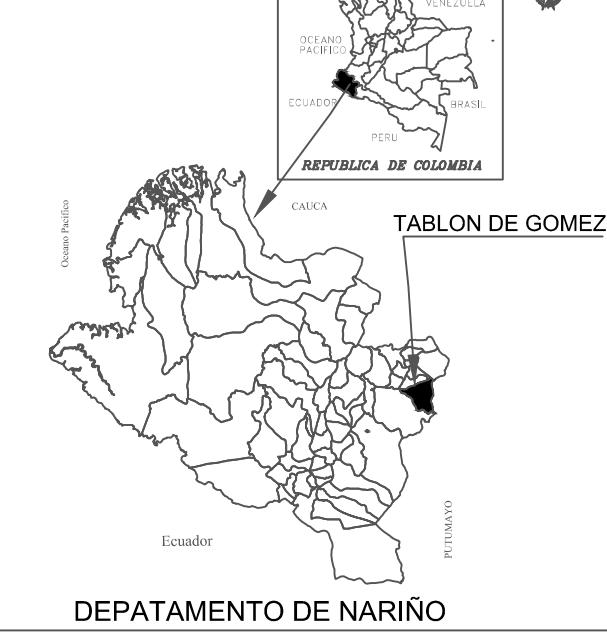 VENEZUELA
OCEANO
PACIFICO
ECUADOR
BRASIL
PERU
REPUBLICA DE COLOMBIA
CAUCA
Oceano Pacifico
TABLON DE GOMEZ
PUTUMAYO
Ecuador
DEPATAMENTO DE NARIÑO